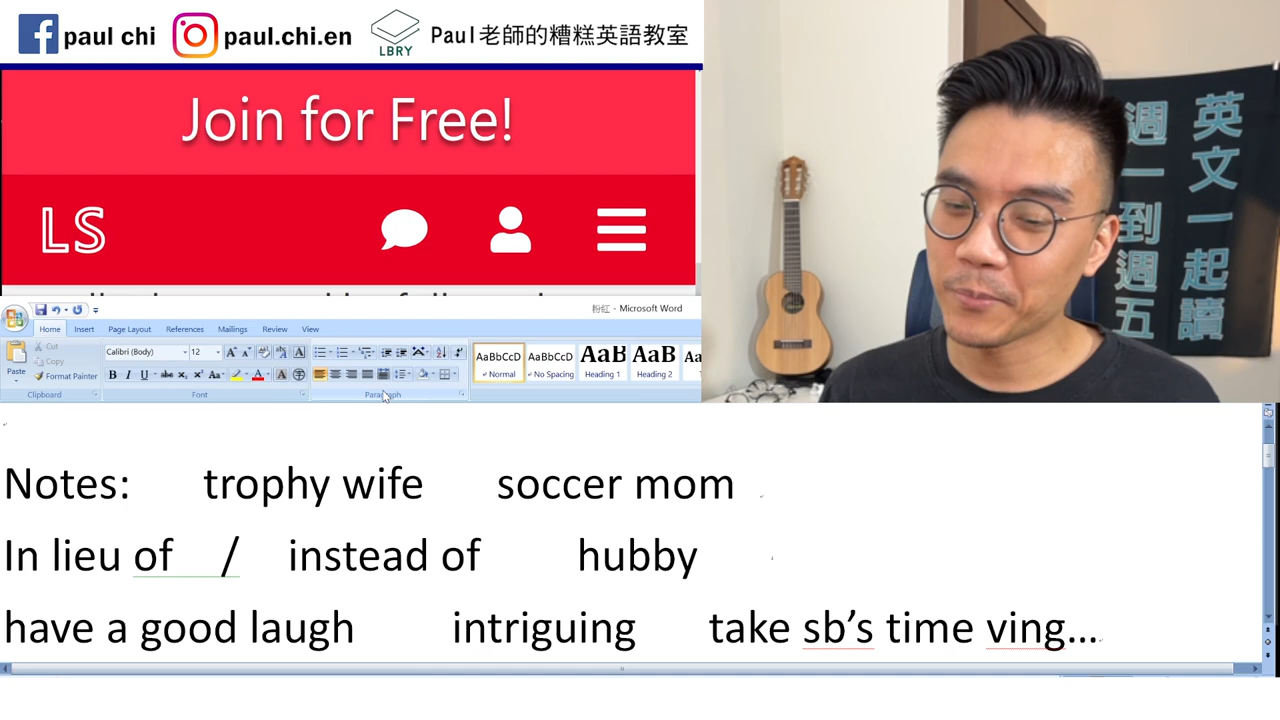 paul chi paul.chi.en LBRY Paul老師的糟糕英語教室
Join for Free!
LS
粉紅 - Microsoft Word
Home Insert Page Layout References Mailings Review View
Paste Cut Copy Format Painter
Calibri (Body) 12
AaBbCcD AaBbCcD AaB AaB Aa
Normal No Spacing Heading 1 Heading 2
Clipboard Font Paragraph
英文一起讀
週一到週五
Notes: trophy wife soccer mom
In lieu of / instead of hubby
have a good laugh intriguing take sb’s time ving…